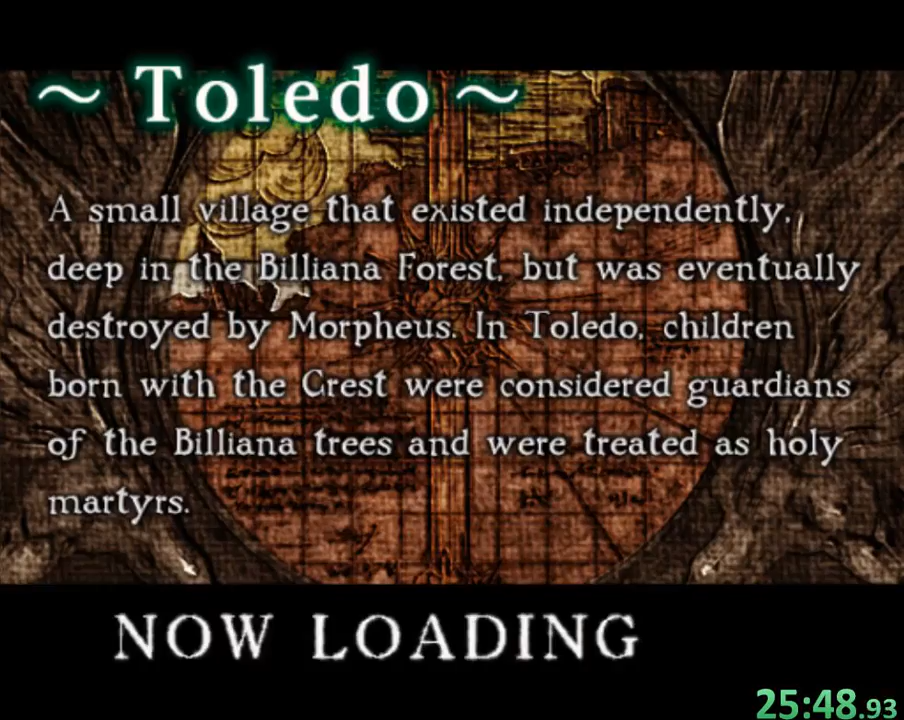 ~ Toledo ~
A small village that existed independently,
deep in the Billiana Forest, but was eventually
destroyed by Morpheus. In Toledo, children
born with the Crest were considered guardians
of the Billiana trees and were treated as holy
martyrs.
NOW LOADING
25:48.93